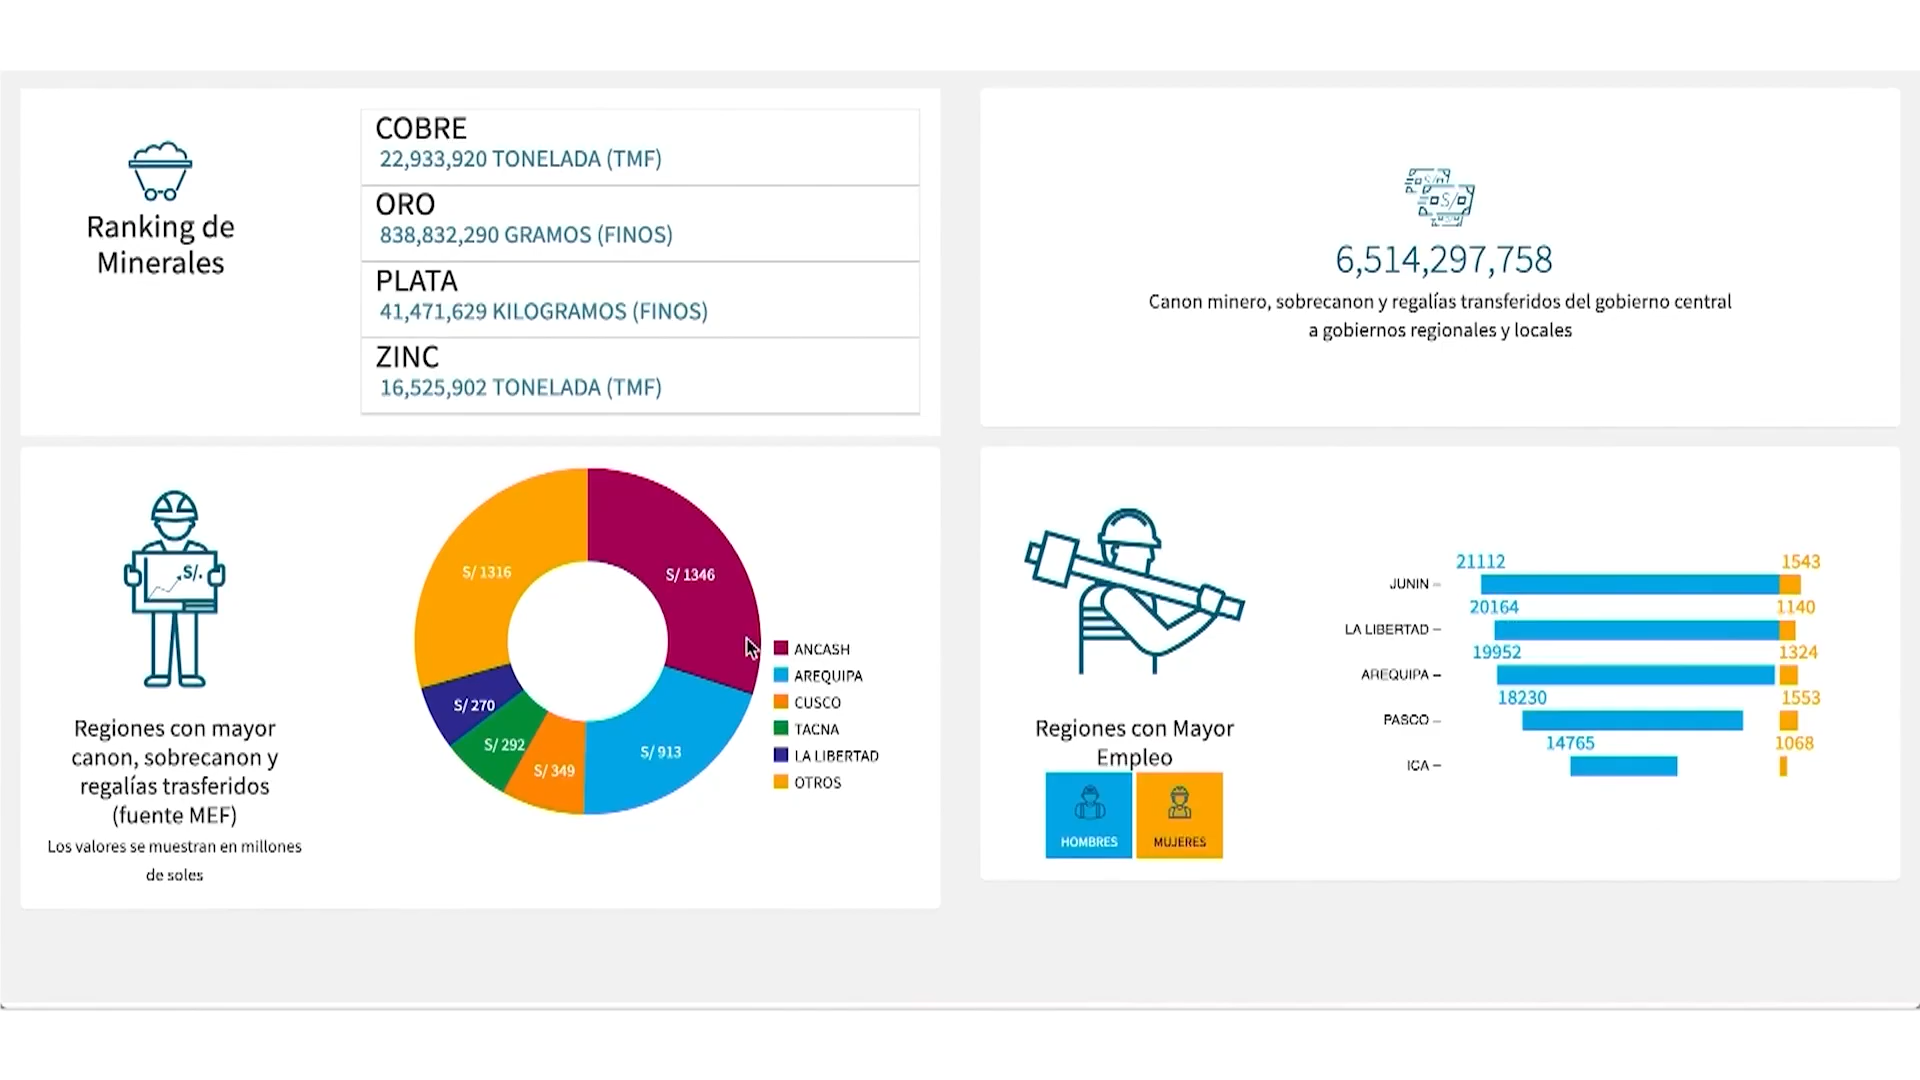 Ranking de
Minerales
COBRE
22,933,920 TONELADA (TMF)
ORO
838,832,290 GRAMOS (FINOS)
PLATA
41,471,629 KILOGRAMOS (FINOS)
ZINC
16,525,902 TONELADA (TMF)
6,514,297,758
Canon minero, sobrecanon y regalías transferidos del gobierno central
a gobiernos regionales y locales
S/.
Regiones con mayor
canon, sobrecanon y
regalías trasferidos
(fuente MEF)
Los valores se muestran en millones
de soles
S/ 1316
S/ 1346
S/ 270
S/ 292
S/ 349
S/ 913
ANCASH
AREQUIPA
CUSCO
TACNA
LA LIBERTAD
OTROS
Regiones con Mayor
Empleo
HOMBRES
MUJERES
21112
1543
JUNIN
20164
1140
LA LIBERTAD
19952
1324
AREQUIPA
18230
1553
PASCO
14765
1068
ICA